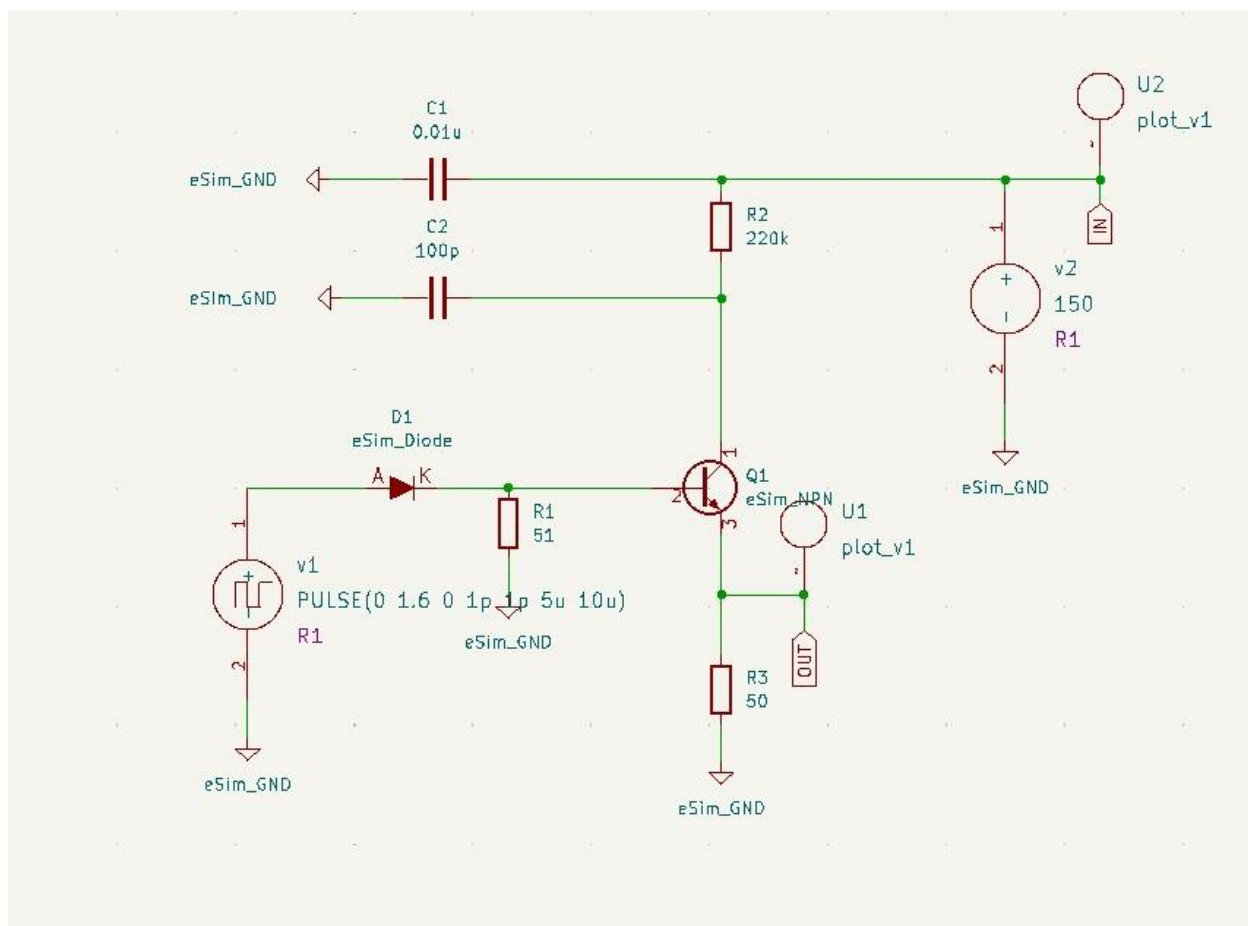 U2
plot_v1
C1
0.01u
eSim_GND
IN
R2
220k
C2
100p
eSim_GND
1
v2
150
R1
+
-
2
eSim_GND
D1
eSim_Diode
A
K
1
Q1
eSim_NPN
2
3
U1
plot_v1
R1
51
1
v1
PULSE(0 1.6 0 1p 1p 5u 10u)
R1
+
2
eSim_GND
OUT
R3
50
eSim_GND
eSim_GND